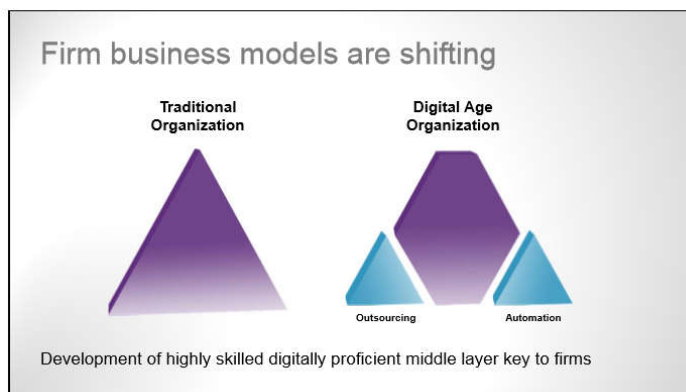 Firm business models are shifting
Traditional
Organization
Digital Age
Organization
Outsourcing
Automation
Development of highly skilled digitally proficient middle layer key to firms